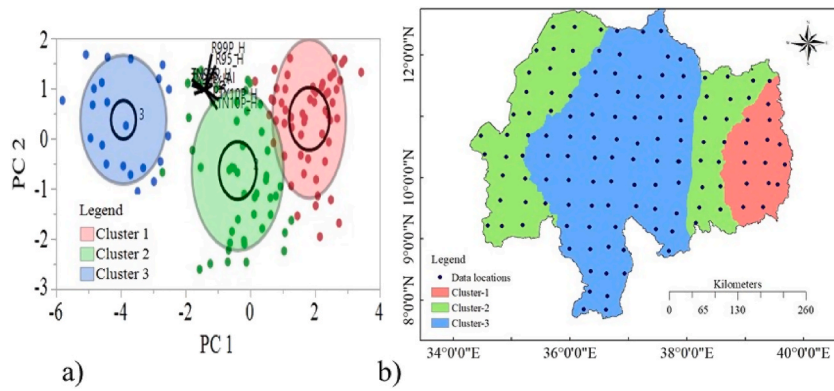 2
1
0
-1
-2
-3
PC 2
R99P_H
R95_H
3
Legend
Cluster 1
Cluster 2
Cluster 3
-6
-4
-2
0
2
4
PC 1
a)
12°0'0"N
10°0'0"N
9°0'0"N
8°0'0"N
Legend
Data locations
Cluster-1
Cluster-2
Cluster-3
Kilometers
0
65
130
260
34°0'0"E
36°0'0"E
38°0'0"E
40°0'0"E
b)